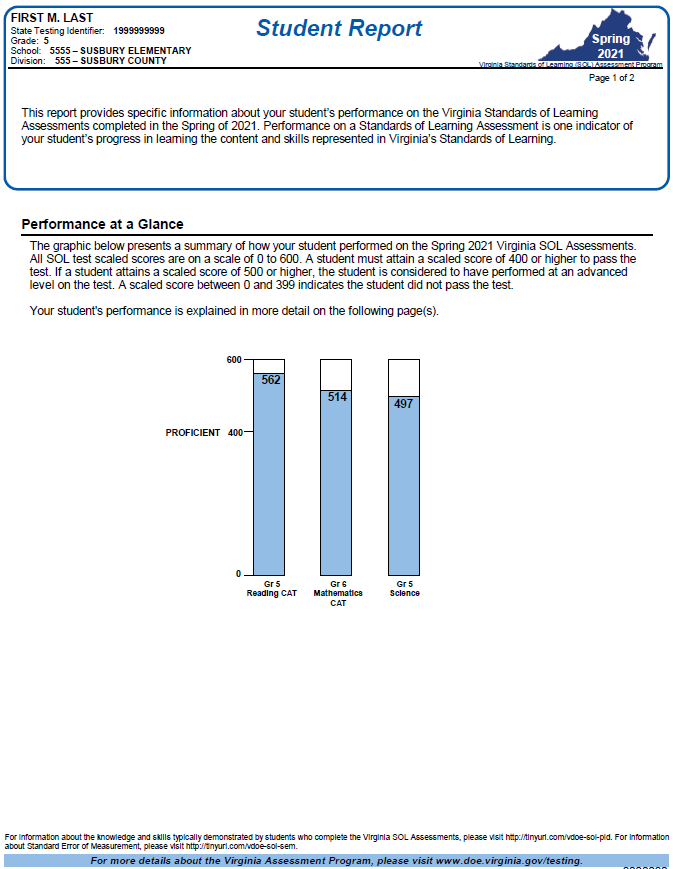 FIRST M. LAST
State Testing Identifier: 1999999999
Grade: 5
School: 5555 – SUSBURY ELEMENTARY
Division: 555 – SUSBURY COUNTY
Student Report
Spring
2021
Virginia Standards of Learning (SOL) Assessment Program
Page 1 of 2
This report provides specific information about your student's performance on the Virginia Standards of Learning
Assessments completed in the Spring of 2021. Performance on a Standards of Learning Assessment is one indicator of
your student's progress in learning the content and skills represented in Virginia's Standards of Learning.
Performance at a Glance
The graphic below presents a summary of how your student performed on the Spring 2021 Virginia SOL Assessments.
All SOL test scaled scores are on a scale of 0 to 600. A student must attain a scaled score of 400 or higher to pass the
test. If a student attains a scaled score of 500 or higher, the student is considered to have performed at an advanced
level on the test. A scaled score between 0 and 399 indicates the student did not pass the test.
Your student's performance is explained in more detail on the following page(s).
600
562
514
497
PROFICIENT 400
0
Gr 5
Reading CAT
Gr 6
Mathematics
CAT
Gr 5
Science
For information about the knowledge and skills typically demonstrated by students who complete the Virginia SOL Assessments, please visit http://tinyurl.com/vdoe-sol-pld. For information
about Standard Error of Measurement, please visit http://tinyurl.com/vdoe-sol-sem.
For more details about the Virginia Assessment Program, please visit www.doe.virginia.gov/testing.